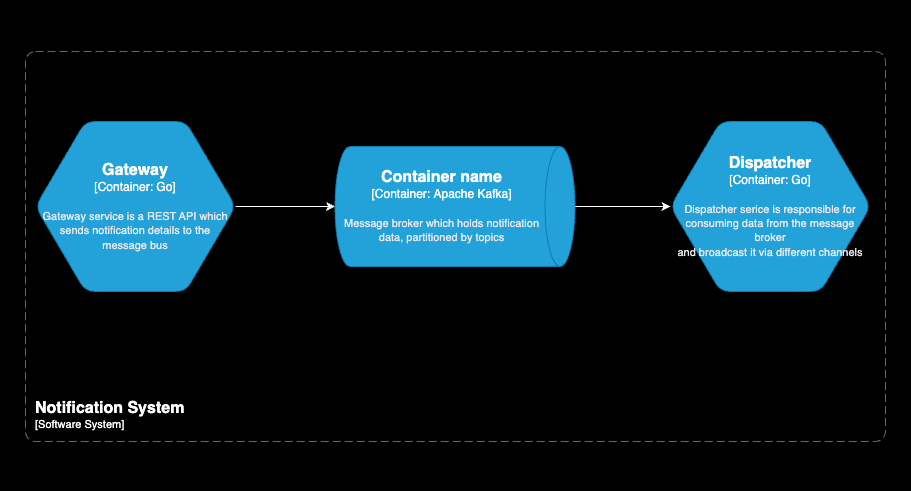 Gateway
[Container: Go]
Gateway service is a REST API which
sends notification details to the
message bus
Container name
[Container: Apache Kafka]
Message broker which holds notification
data, partitioned by topics
Dispatcher
[Container: Go]
Dispatcher serice is responsible for
consuming data from the message
broker
and broadcast it via different channels
Notification System
[Software System]